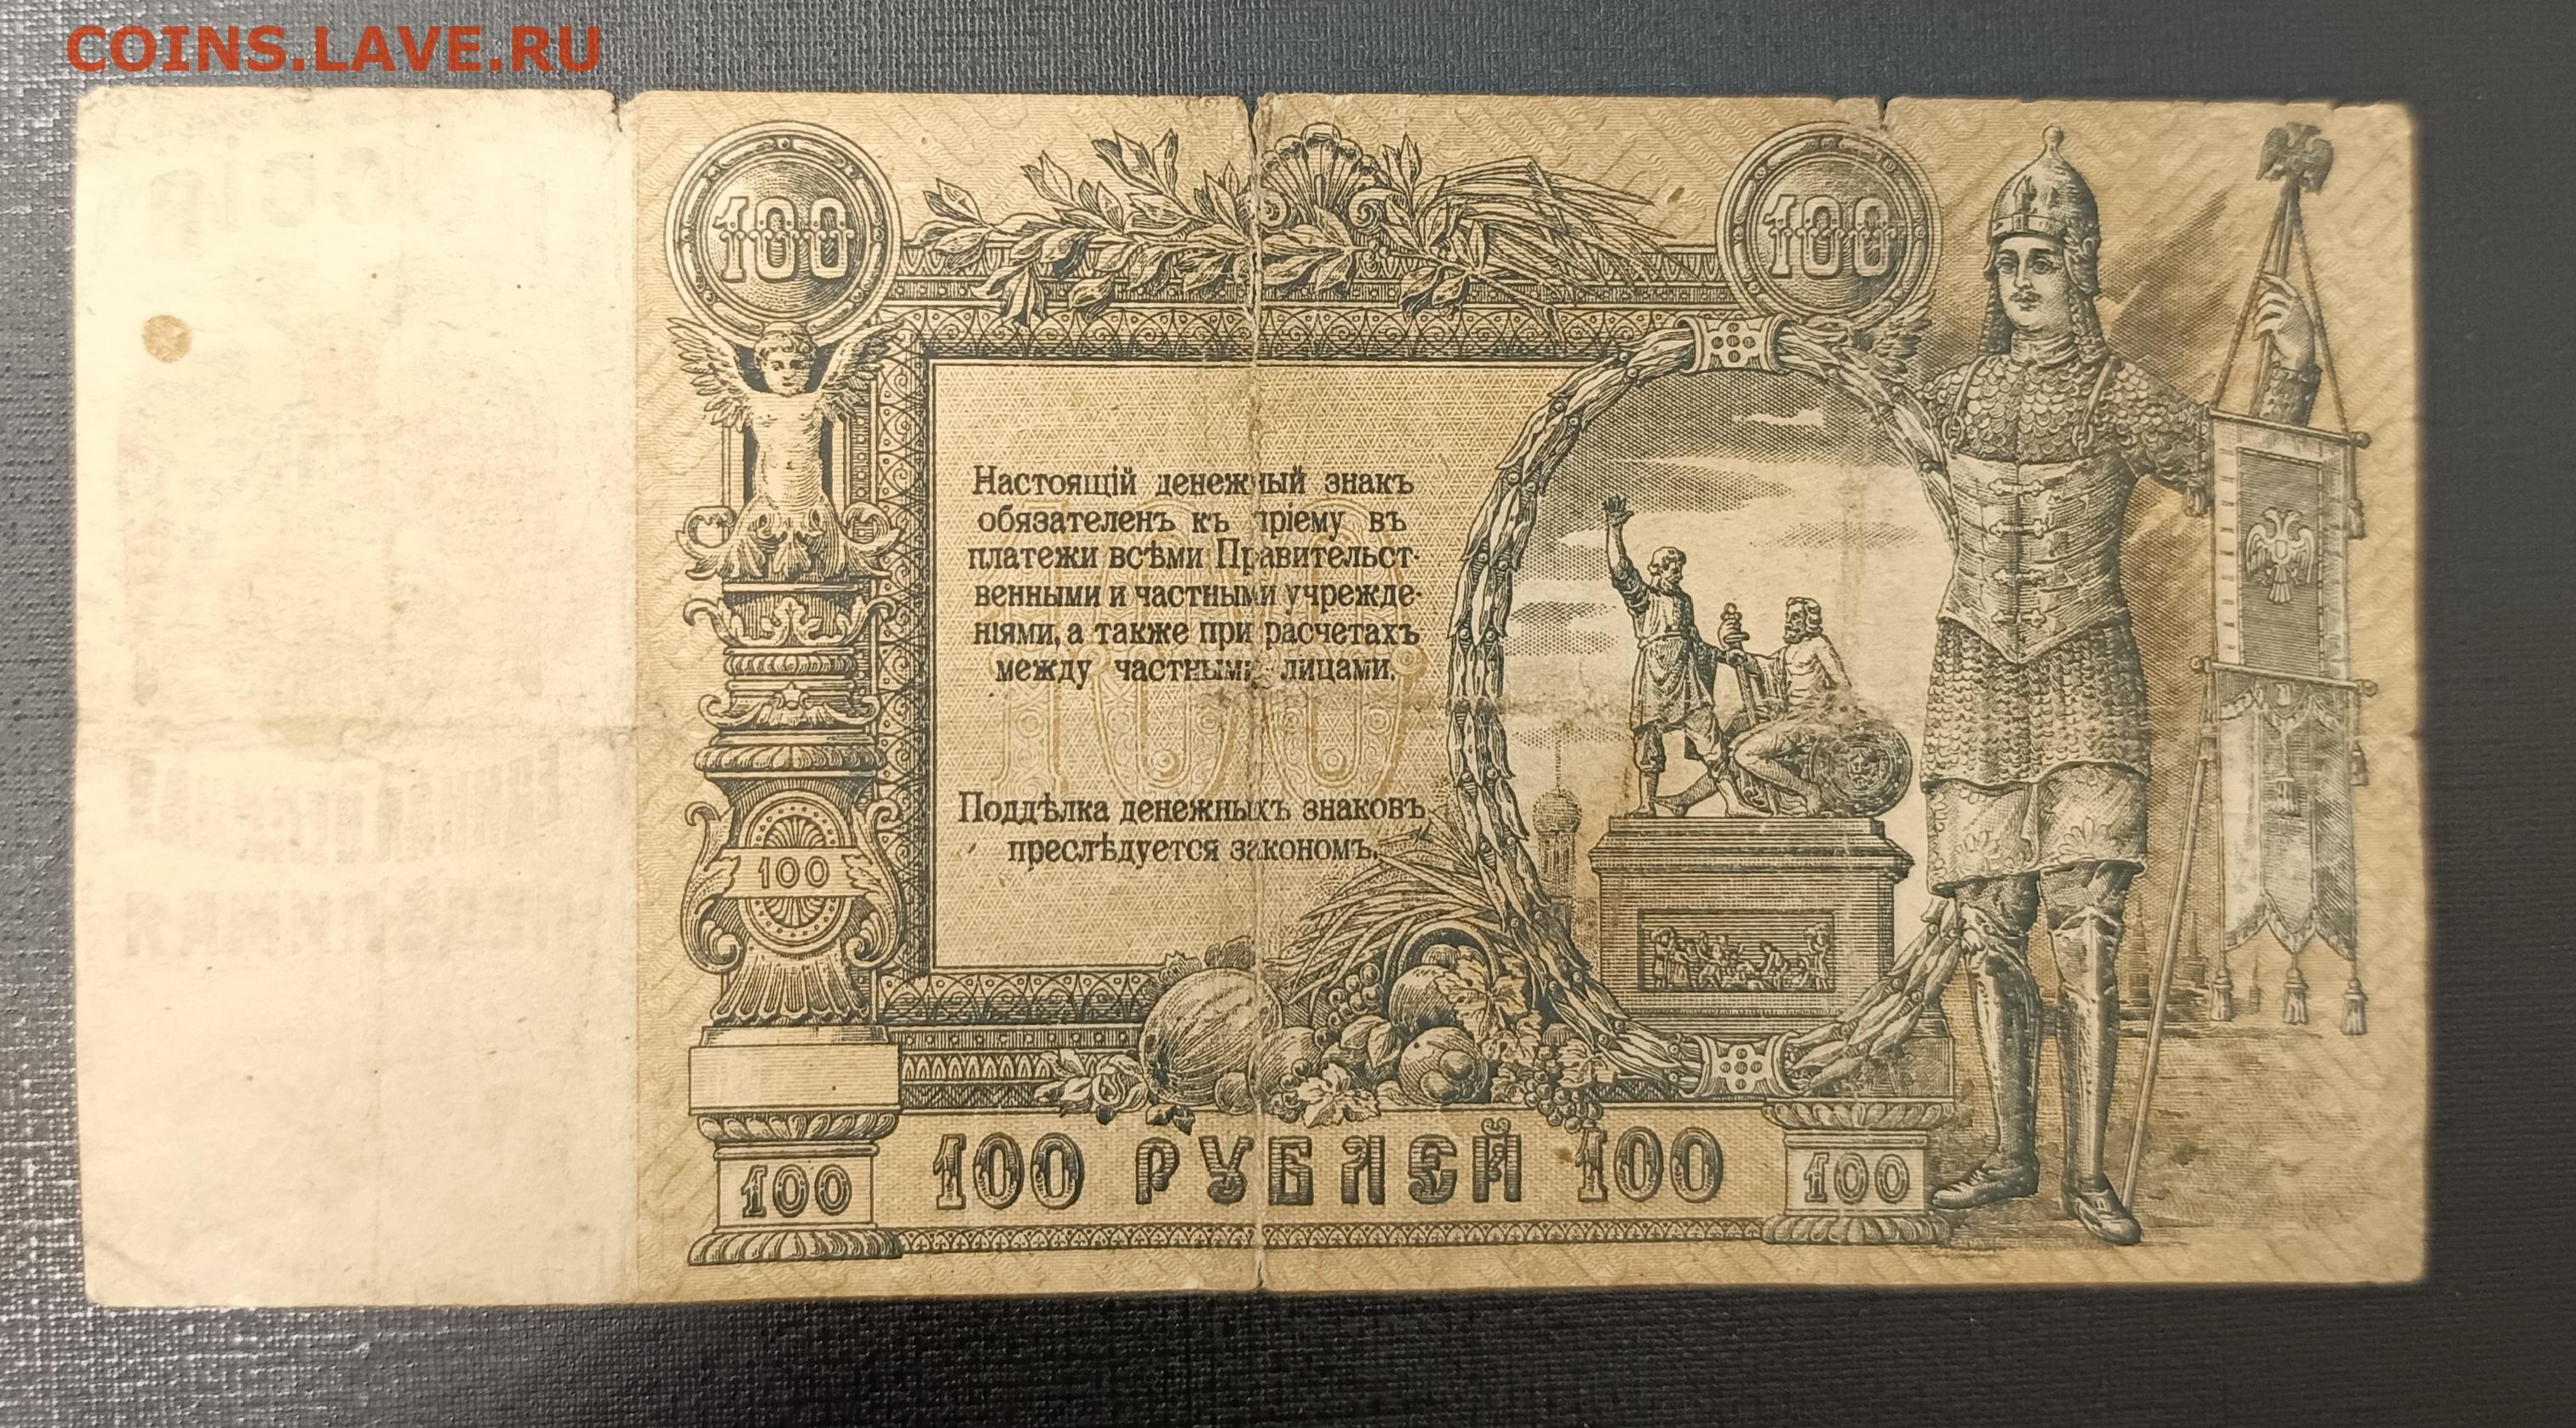 COINS.LAVE.RU
100
100
Настоящій денежный знакъ
обязателенъ къ пріему въ
платежи всѣми Правительст-
венными и частными учрежде-
ніями, а также при расчетахъ
между частными лицами.
100
Поддѣлка денежныхъ знаковъ
преслѣдуется закономъ.
100
100 РУБЛЕЙ 100
100
100